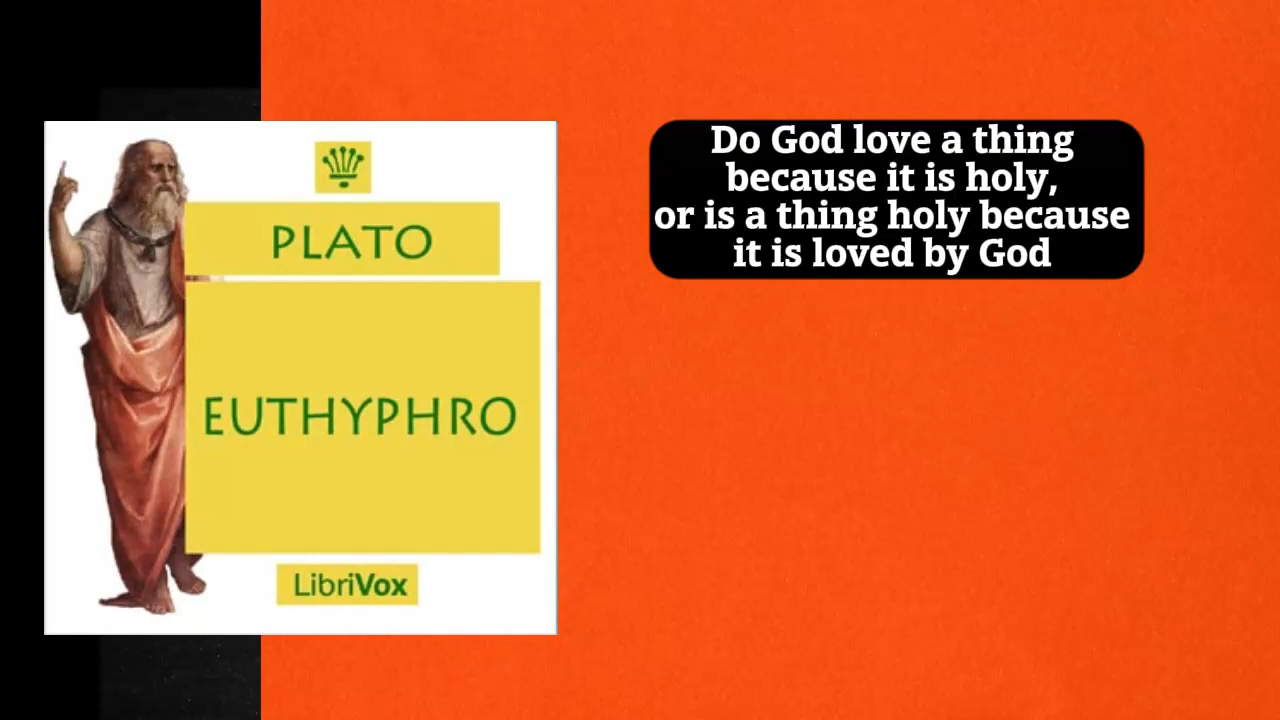 PLATO
EUTHYPHRO
LibriVox
Do God love a thing
because it is holy,
or is a thing holy because
it is loved by God